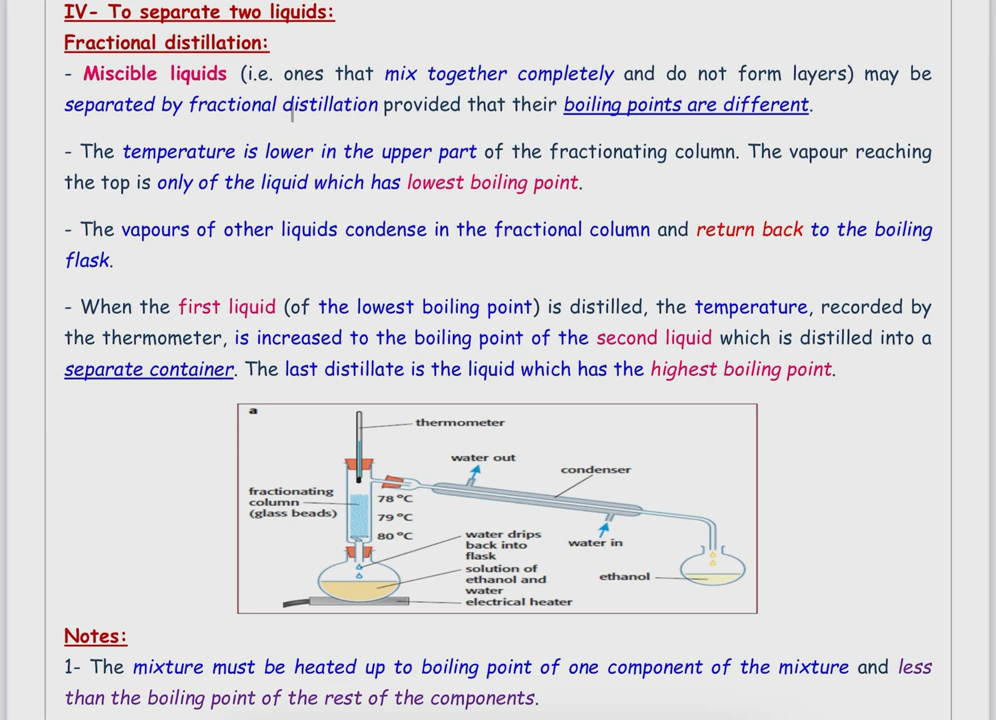 IV- To separate two liquids:
Fractional distillation:
- Miscible liquids (i.e. ones that mix together completely and do not form layers) may be
separated by fractional distillation provided that their boiling points are different.
- The temperature is lower in the upper part of the fractionating column. The vapour reaching
the top is only of the liquid which has lowest boiling point.
- The vapours of other liquids condense in the fractional column and return back to the boiling
flask.
- When the first liquid (of the lowest boiling point) is distilled, the temperature, recorded by
the thermometer, is increased to the boiling point of the second liquid which is distilled into a
separate container. The last distillate is the liquid which has the highest boiling point.
a
thermometer
water out
condenser
fractionating
column
(glass beads)
78 °C
79 °C
80 °C
water drips
back into
flask
water in
solution of
ethanol and
water
ethanol
electrical heater
Notes:
1- The mixture must be heated up to boiling point of one component of the mixture and less
than the boiling point of the rest of the components.